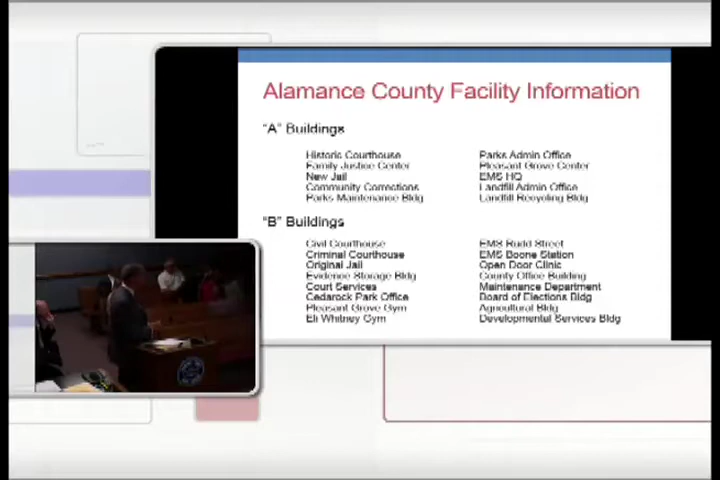 Alamance County Facility Information
"A" Buildings
Historic Courthouse
Family Justice Center
New Jail
Community Corrections
Parks Maintenance Bldg
Parks Admin Office
Pleasant Grove Center
EMS HQ
Landfill Admin Office
Landfill Recycling Bldg
"B" Buildings
Civil Courthouse
Criminal Courthouse
Original Jail
Evidence Storage Bldg
Court Services
Cedarock Park Office
Pleasant Grove Gym
Eli Whitney Gym
EMS Rudd Street
EMS Boone Station
Open Door Clinic
County Office Building
Maintenance Department
Board of Elections Bldg
Agricultural Bldg
Developmental Services Bldg